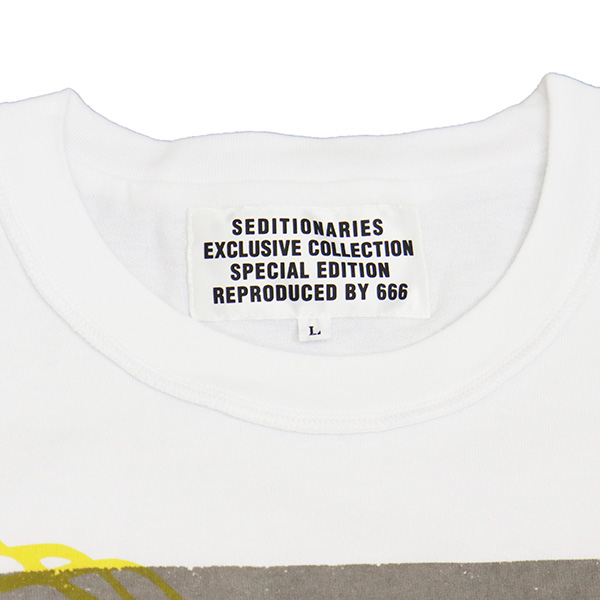 SEDITIONARIES
EXCLUSIVE COLLECTION
SPECIAL EDITION
REPRODUCED BY 666
L